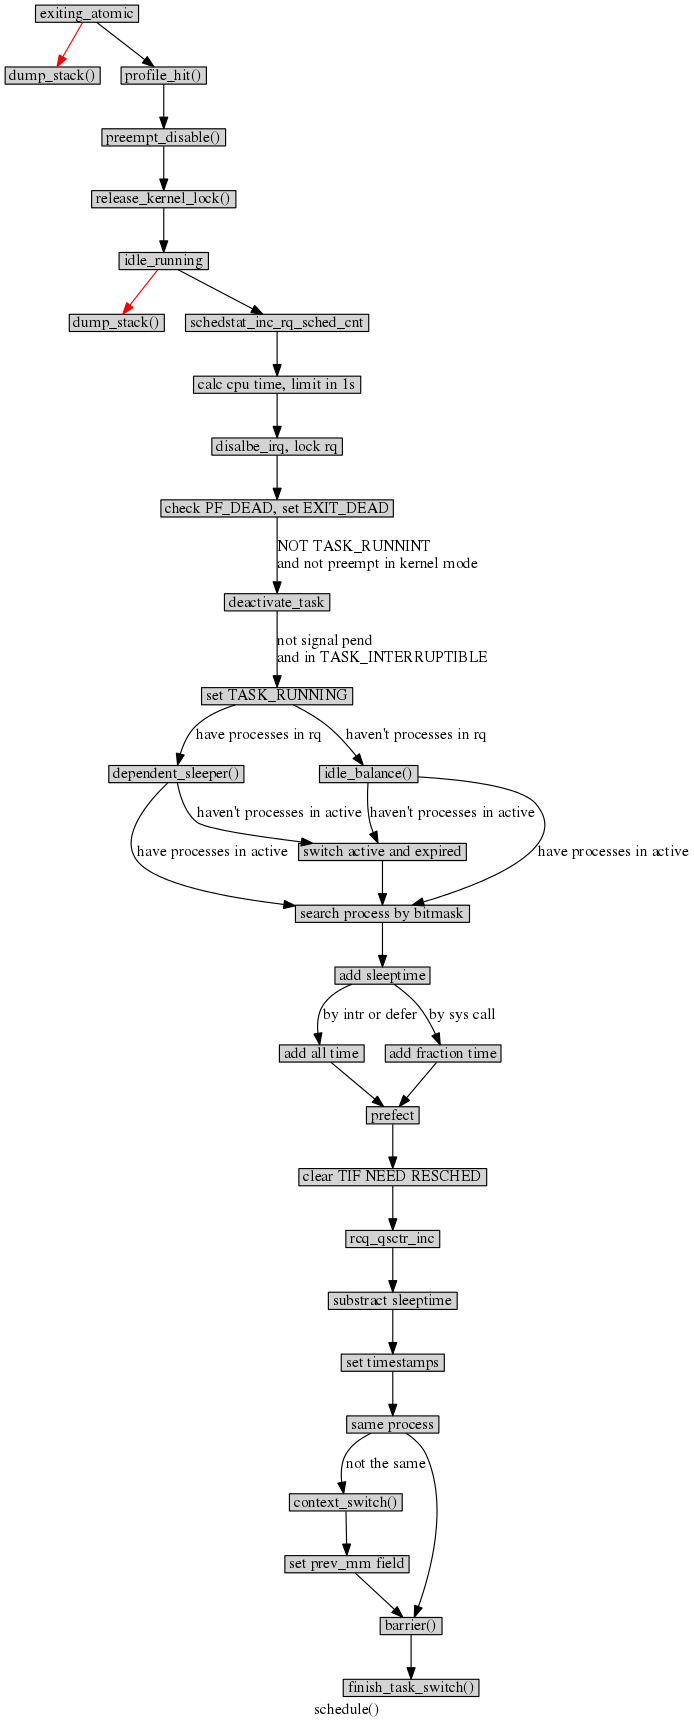 exiting_atomic
dump_stack()
profile_hit()
preempt_disable()
release_kernel_lock()
idle_running
dump_stack()
schedstat_inc_rq_sched_cnt
calc cpu time, limit in 1s
disalbe_irq, lock rq
check PF_DEAD, set EXIT_DEAD
NOT TASK_RUNNINT
and not preempt in kernel mode
deactivate_task
not signal pend
and in TASK_INTERRUPTIBLE
set TASK_RUNNING
have processes in rq
haven't processes in rq
dependent_sleeper()
idle_balance()
haven't processes in active
haven't processes in active
have processes in active
switch active and expired
have processes in active
search process by bitmask
add sleeptime
by intr or defer
by sys call
add all time
add fraction time
prefect
clear TIF NEED RESCHED
rcq_qsctr_inc
substract sleeptime
set timestamps
same process
not the same
context_switch()
set prev_mm field
barrier()
finish_task_switch()
schedule()